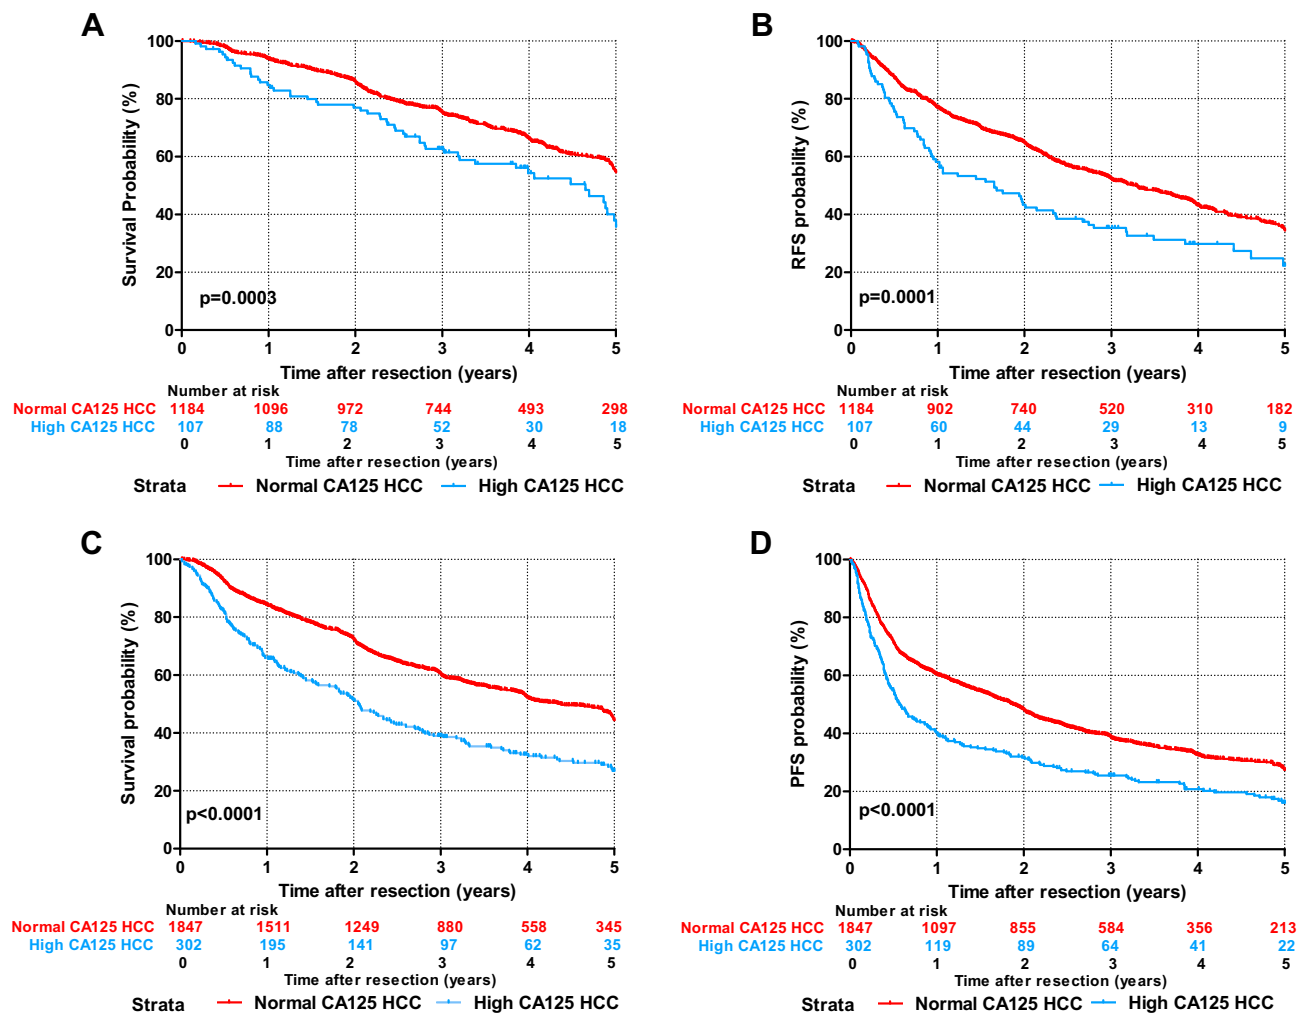 A
100
80
60
40
20
0
Survival Probability (%)
p=0.0003
0 1 2 3 4 5
Time after resection (years)
Number at risk
Normal CA125 HCC 1184 1096 972 744 493 298
High CA125 HCC 107 88 78 52 30 18
0 1 2 3 4 5
Time after resection (years)
Strata Normal CA125 HCC High CA125 HCC
B
100
80
60
40
20
0
RFS probability (%)
p=0.0001
0 1 2 3 4 5
Time after resection (years)
Number at risk
Normal CA125 HCC 1184 902 740 520 310 182
High CA125 HCC 107 60 44 29 13 9
0 1 2 3 4 5
Time after resection (years)
Strata Normal CA125 HCC High CA125 HCC
C
100
80
60
40
20
0
Survival probability (%)
p<0.0001
0 1 2 3 4 5
Time after resection (years)
Number at risk
Normal CA125 HCC 1847 1511 1249 880 558 345
High CA125 HCC 302 195 141 97 62 35
0 1 2 3 4 5
Time after resection (years)
Strata Normal CA125 HCC High CA125 HCC
D
100
80
60
40
20
0
PFS probability (%)
p<0.0001
0 1 2 3 4 5
Time after resection (years)
Number at risk
Normal CA125 HCC 1847 1097 855 584 356 213
High CA125 HCC 302 119 89 64 41 22
0 1 2 3 4 5
Time after resection (years)
Strata Normal CA125 HCC High CA125 HCC